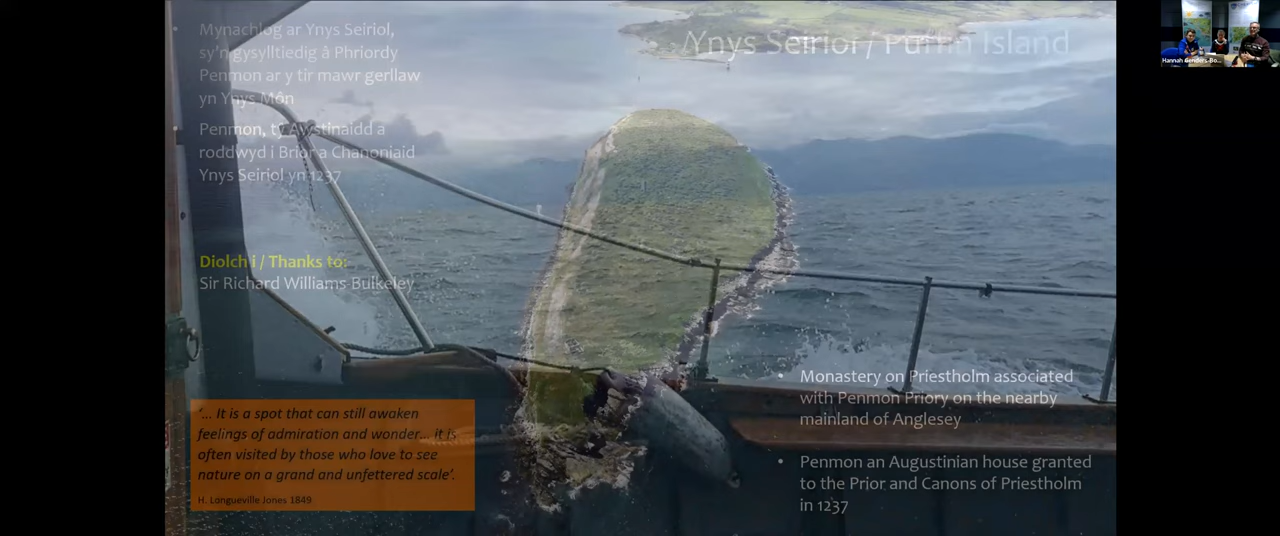 Ynys Seirior / Puffin Island
Mynachlog ar Ynys Seiriol,
sy'n gysylltiedig â Phriordy
Penmon ar y tir mawr gerllaw
yn Ynys Môn
Penmon, tŷ Awstinaidd a
roddwyd i Brior a Chanoniaid
Ynys Seiriol yn 1237
Diolch i / Thanks to:
Sir Richard Williams Bulkeley
'... It is a spot that can still awaken
feelings of admiration and wonder... it is
often visited by those who love to see
nature on a grand and unfettered scale'.
H. Longueville Jones 1849
• Monastery on Priestholm associated
with Penmon Priory on the nearby
mainland of Anglesey
• Penmon an Augustinian house granted
to the Prior and Canons of Priestholm
in 1237
Hannah Genders-Bo...